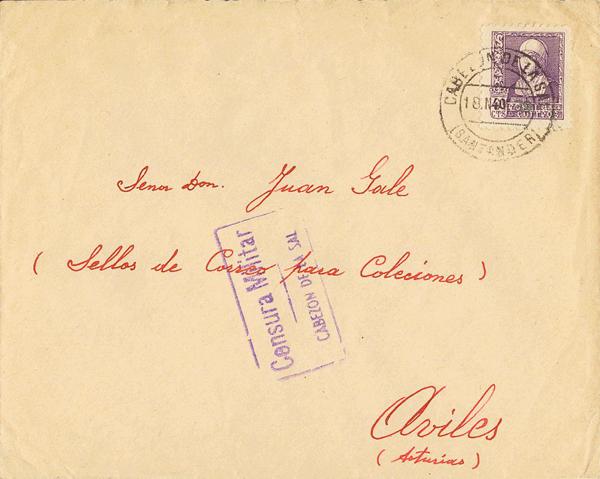 CABEZON DE LA SAL
18.N.40
(SANTANDER)
Senor Don. Juan Gale
(Sellos de Correo para Coleciones)
Censura Militar
CABEZON DE LA SAL
Aviles
(Asturias)